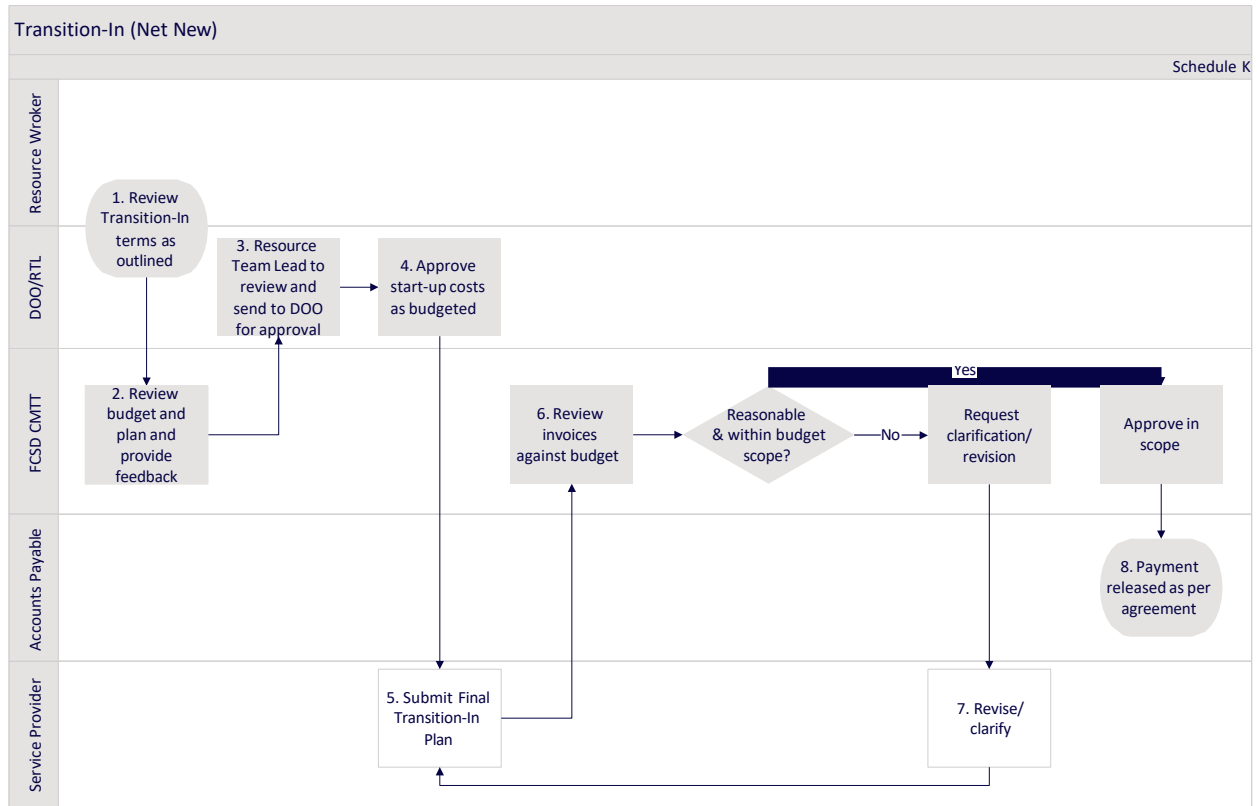 Transition-In (Net New)
Schedule K
Resource Wroker
1. Review
Transition-In
terms as
outlined
DOO/RTL
3. Resource
Team Lead to
review and
send to DOO
for approval
4. Approve
start-up costs
as budgeted
FCSD CMTT
2. Review
budget and
plan and
provide
feedback
6. Review
invoices
against budget
Reasonable
& within budget
scope?
Yes
No
Request
clarification/
revision
Approve in
scope
Accounts Payable
8. Payment
released as per
agreement
Service Provider
5. Submit Final
Transition-In
Plan
7. Revise/
clarify